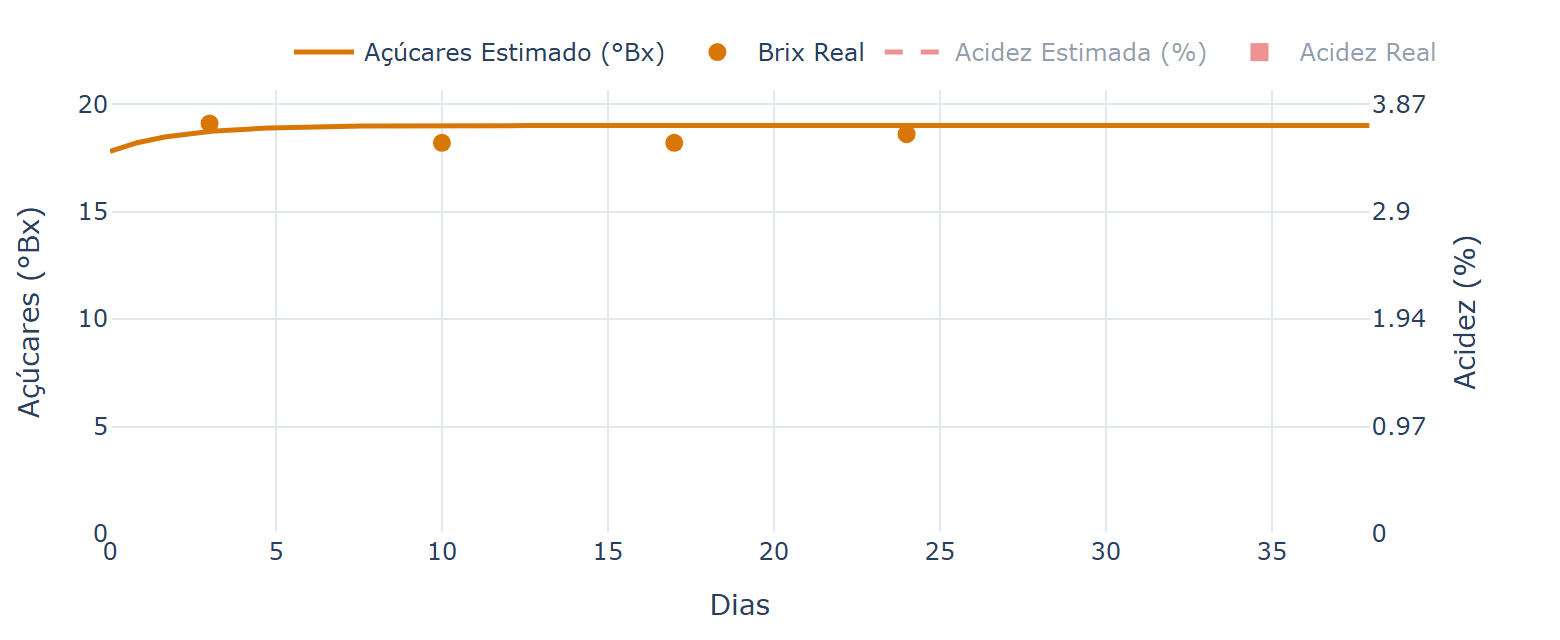 Açúcares Estimado (°Bx) Brix Real Acidez Estimada (%) Acidez Real
20 3.87
15 2.9
10 1.94
5 0.97
0 0
0 5 10 15 20 25 30 35
Açúcares (°Bx)
Acidez (%)
Dias